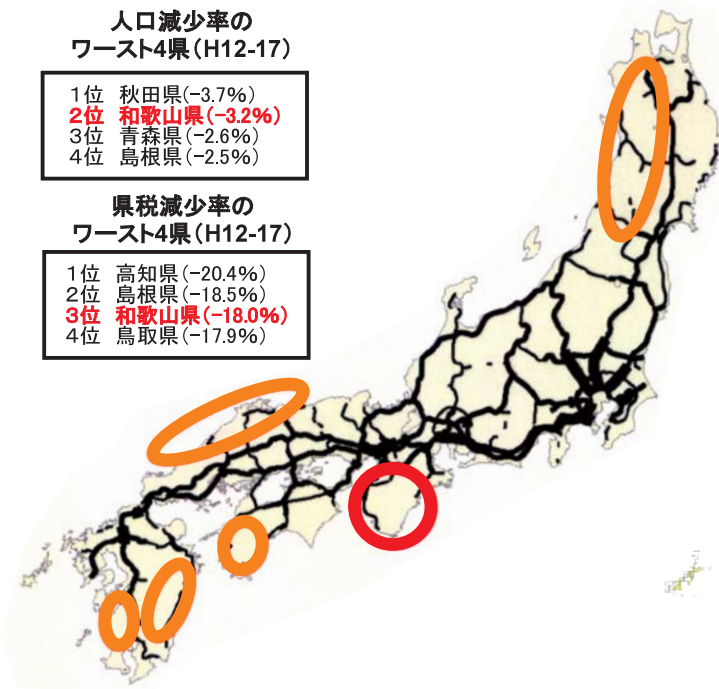 人口減少率の
ワースト4県(H12-17)
1位 秋田県(-3.7%)
2位 和歌山県(-3.2%)
3位 青森県(-2.6%)
4位 島根県(-2.5%)
県税減少率の
ワースト4県(H12-17)
1位 高知県(-20.4%)
2位 島根県(-18.5%)
3位 和歌山県(-18.0%)
4位 鳥取県(-17.9%)